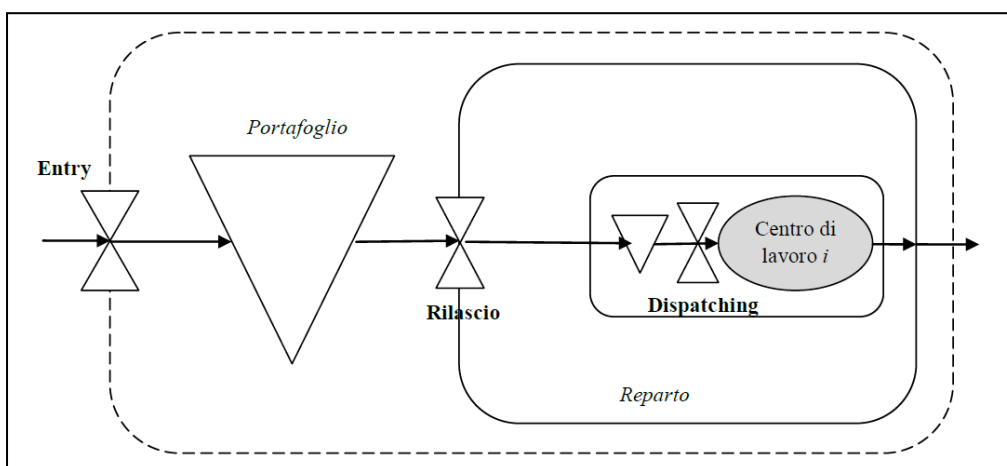 Portafoglio
Entry
Centro di
lavoro i
Rilascio
Dispatching
Reparto